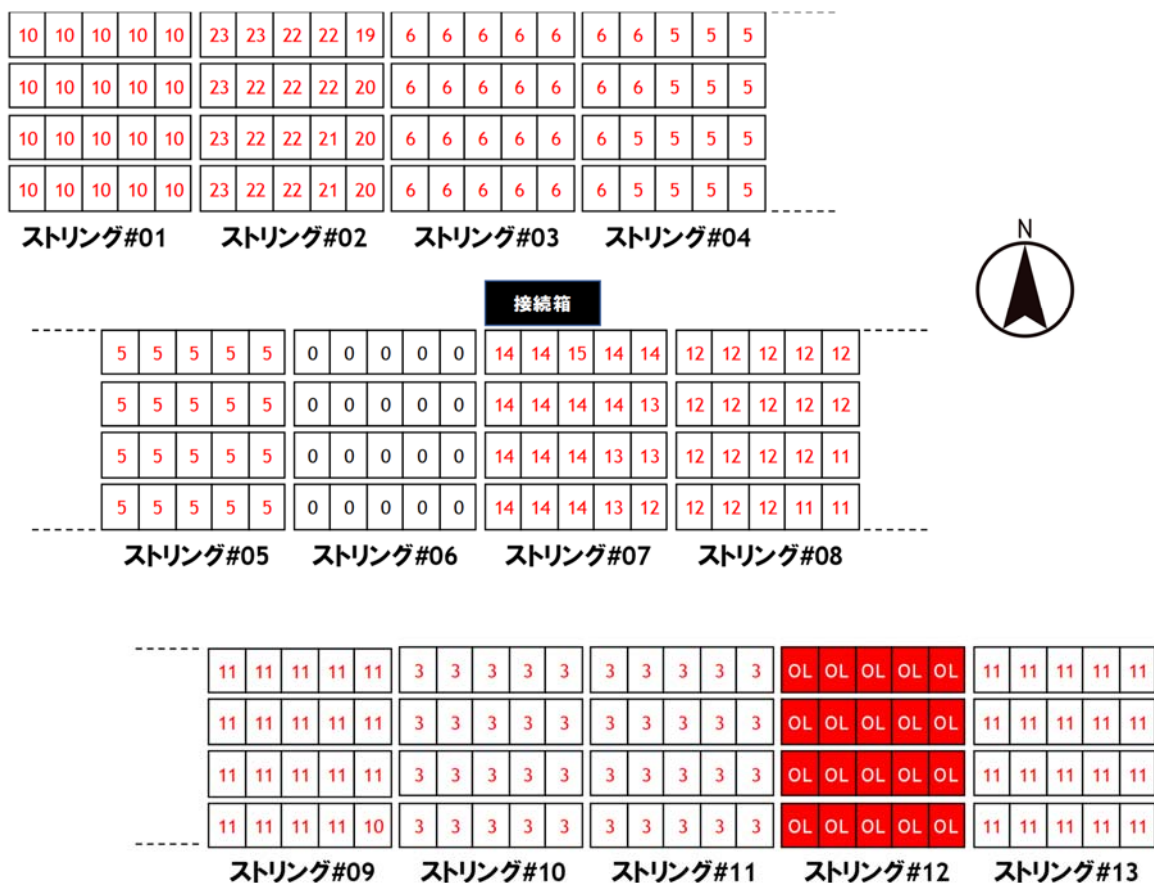 10 10 10 10 10 23 23 22 22 19 6 6 6 6 6 6 6 5 5 5
10 10 10 10 10 23 22 22 22 20 6 6 6 6 6 6 6 5 5 5
10 10 10 10 10 23 22 22 21 20 6 6 6 6 6 6 5 5 5 5
10 10 10 10 10 23 22 22 21 20 6 6 6 6 6 6 5 5 5 5
ストリング#01 ストリング#02 ストリング#03 ストリング#04
N
接続箱
5 5 5 5 5 0 0 0 0 0 14 14 15 14 14 12 12 12 12 12
5 5 5 5 5 0 0 0 0 0 14 14 14 14 13 12 12 12 12 12
5 5 5 5 5 0 0 0 0 0 14 14 14 13 13 12 12 12 12 11
5 5 5 5 5 0 0 0 0 0 14 14 14 13 12 12 12 12 11 11
ストリング#05 ストリング#06 ストリング#07 ストリング#08
11 11 11 11 11 3 3 3 3 3 3 3 3 3 3 OL OL OL OL OL 11 11 11 11 11
11 11 11 11 11 3 3 3 3 3 3 3 3 3 3 OL OL OL OL OL 11 11 11 11 11
11 11 11 11 11 3 3 3 3 3 3 3 3 3 3 OL OL OL OL OL 11 11 11 11 11
11 11 11 11 10 3 3 3 3 3 3 3 3 3 3 OL OL OL OL OL 11 11 11 11 11
ストリング#09 ストリング#10 ストリング#11 ストリング#12 ストリング#13